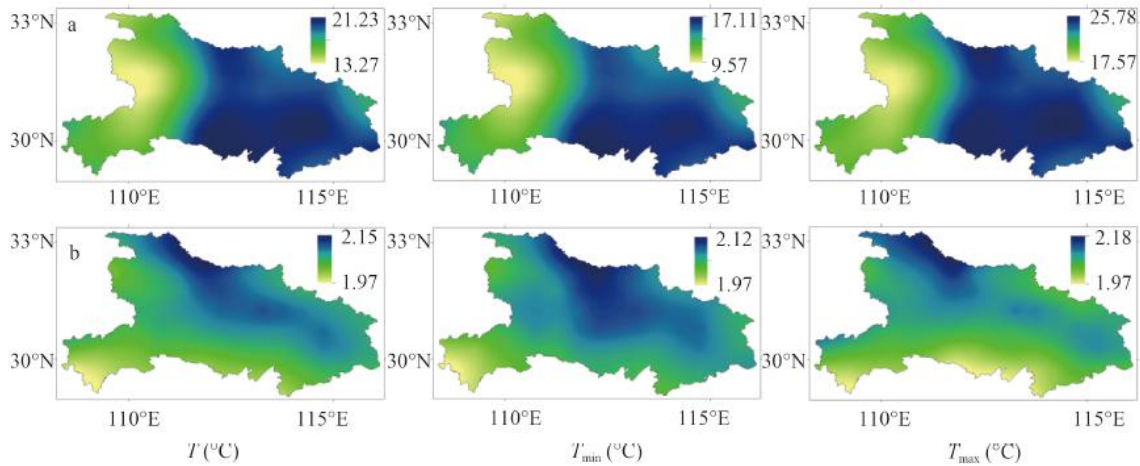 33°N a 21.23 33°N 17.11 33°N 25.78
13.27 9.57 17.57
30°N 30°N 30°N
110°E 115°E 110°E 115°E 110°E 115°E
33°N b 2.15 33°N 2.12 33°N 2.18
1.97 1.97 1.97
30°N 30°N 30°N
110°E 115°E 110°E 115°E 110°E 115°E
T (°C) Tmin (°C) Tmax (°C)